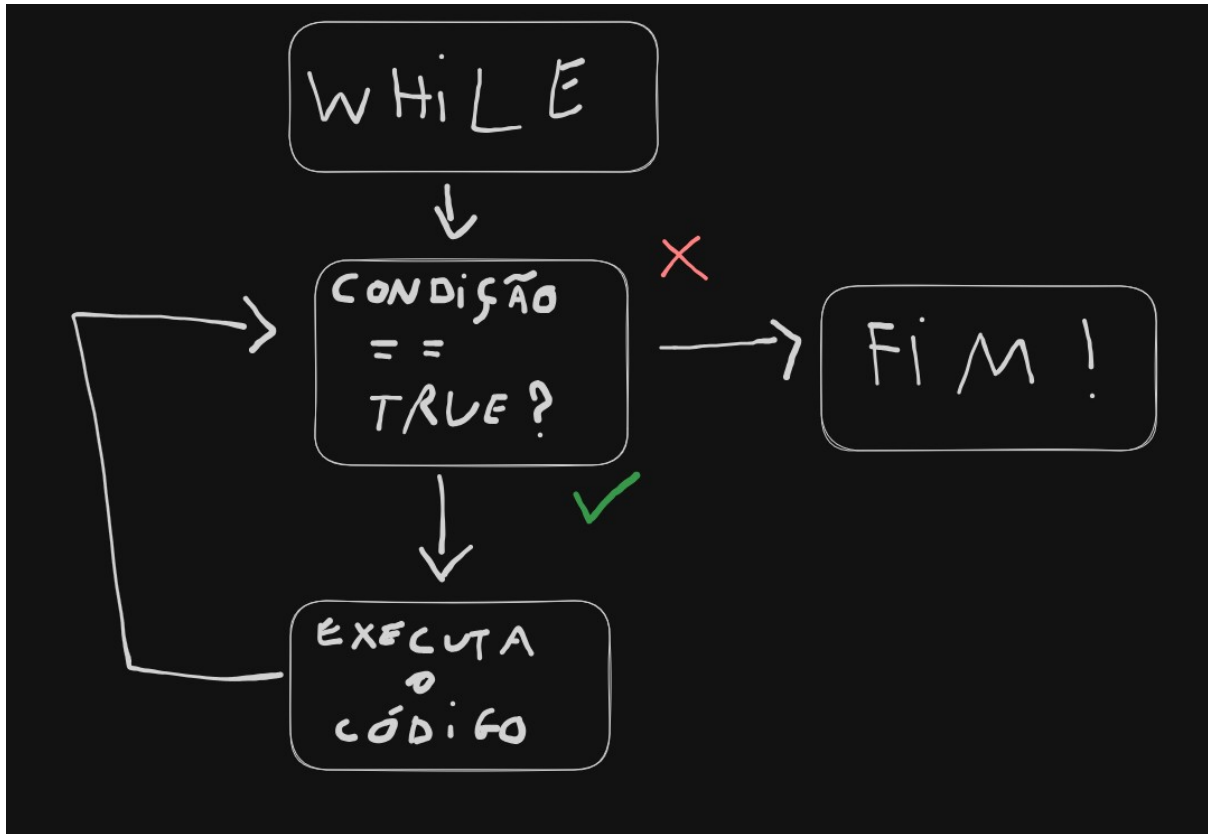 WHiLE
CONDiÇÃO
==
TRUE?
FiM!
EXECUTA
O
CÓDiGO